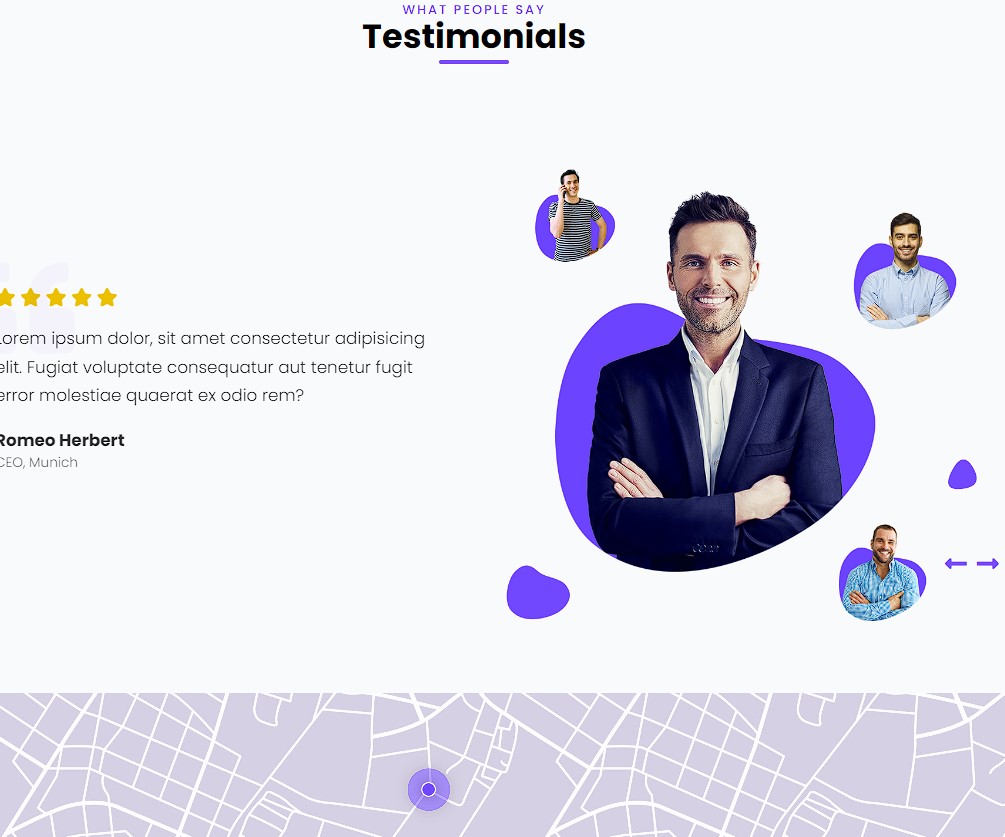 WHAT PEOPLE SAY
Testimonials
Lorem ipsum dolor, sit amet consectetur adipisicing
elit. Fugiat voluptate consequatur aut tenetur fugit
error molestiae quaerat ex odio rem?
Romeo Herbert
CEO, Munich